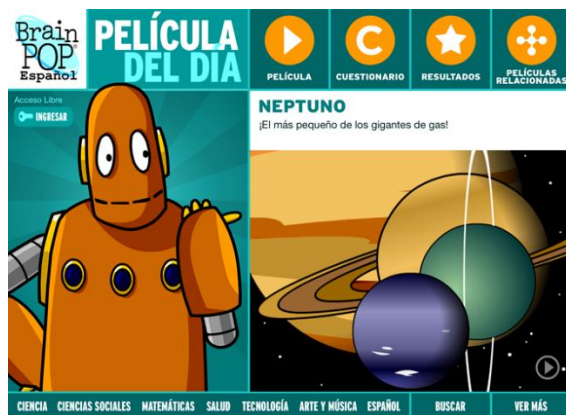 Brain
POP
Español
PELÍCULA
DEL DÍA
PELÍCULA
CUESTIONARIO
RESULTADOS
PELÍCULAS
RELACIONADAS
Acceso Libre
INGRESAR
NEPTUNO
¡El más pequeño de los gigantes de gas!
CIENCIA CIENCIAS SOCIALES MATEMÁTICAS SALUD TECNOLOGÍA ARTE Y MÚSICA ESPAÑOL BUSCAR VER MÁS